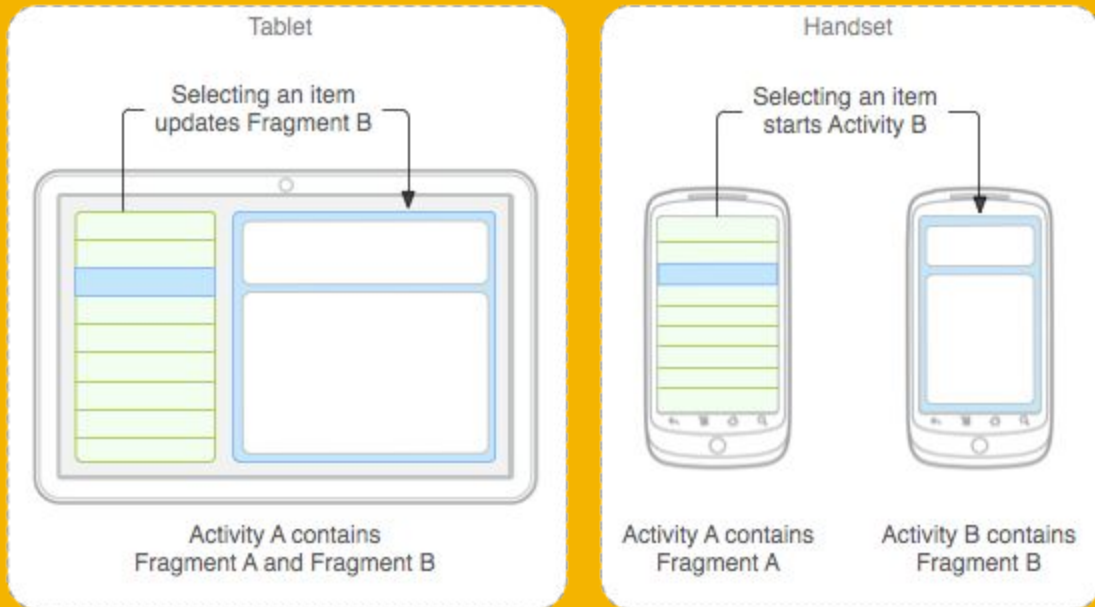 Tablet
Selecting an item
updates Fragment B
Activity A contains
Fragment A and Fragment B
Handset
Selecting an item
starts Activity B
Activity A contains
Fragment A
Activity B contains
Fragment B